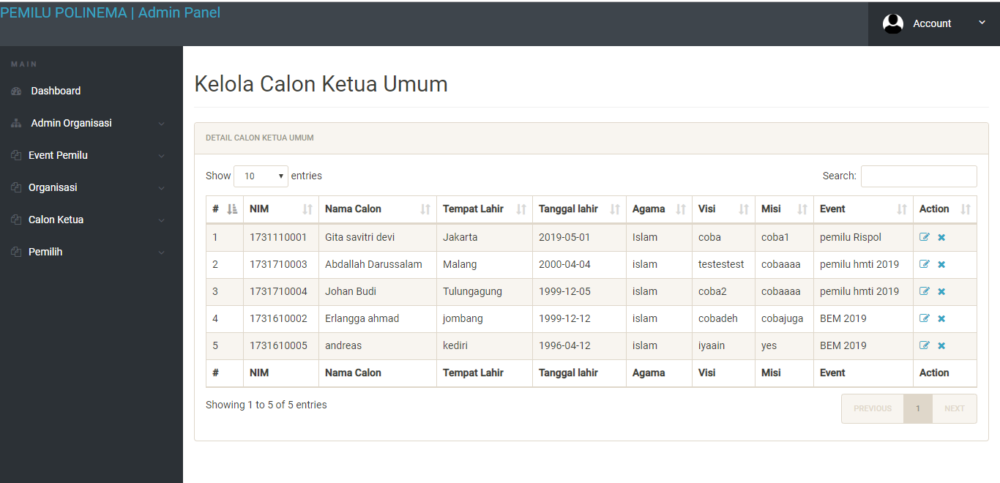 PEMILU POLINEMA | Admin Panel
Account
MAIN
Dashboard
Admin Organisasi
Event Pemilu
Organisasi
Calon Ketua
Pemilih
Kelola Calon Ketua Umum
DETAIL CALON KETUA UMUM
Show 10 entries Search:
# NIM Nama Calon Tempat Lahir Tanggal lahir Agama Visi Misi Event Action
1 1731110001 Gita savitri devi Jakarta 2019-05-01 Islam coba coba1 pemilu Rispol
2 1731710003 Abdallah Darussalam Malang 2000-04-04 islam testestest cobaaaa pemilu hmti 2019
3 1731710004 Johan Budi Tulungagung 1999-12-05 islam coba2 cobaaaa pemilu hmti 2019
4 1731610002 Erlangga ahmad jombang 1999-12-12 islam cobadeh cobajuga BEM 2019
5 1731610005 andreas kediri 1996-04-12 islam iyaain yes BEM 2019
# NIM Nama Calon Tempat Lahir Tanggal lahir Agama Visi Misi Event Action
Showing 1 to 5 of 5 entries
PREVIOUS 1 NEXT